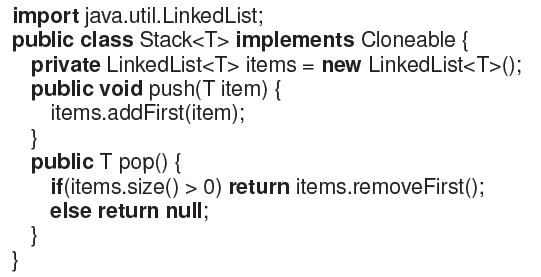 import java.util.LinkedList;
public class Stack<T> implements Cloneable {
private LinkedList<T> items = new LinkedList<T>();
public void push(T item) {
items.addFirst(item);
}
public T pop() {
if(items.size() > 0) return items.removeFirst();
else return null;
}
}